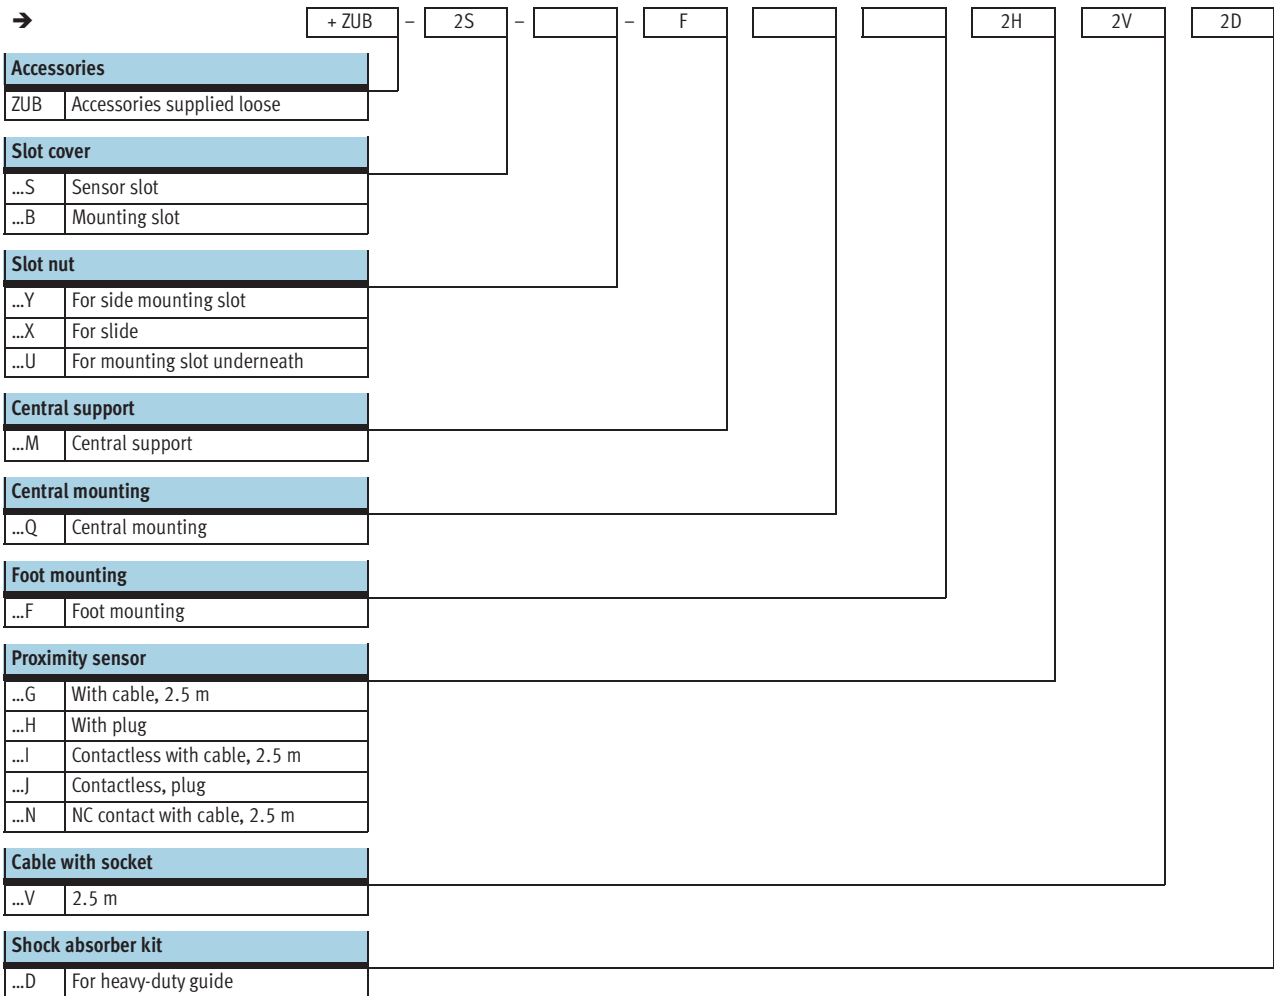 ➔ + ZUB – 2S – – F 2H 2V 2D
Accessories
ZUB Accessories supplied loose
Slot cover
...S Sensor slot
...B Mounting slot
Slot nut
...Y For side mounting slot
...X For slide
...U For mounting slot underneath
Central support
...M Central support
Central mounting
...Q Central mounting
Foot mounting
...F Foot mounting
Proximity sensor
...G With cable, 2.5 m
...H With plug
...I Contactless with cable, 2.5 m
...J Contactless, plug
...N NC contact with cable, 2.5 m
Cable with socket
...V 2.5 m
Shock absorber kit
...D For heavy-duty guide